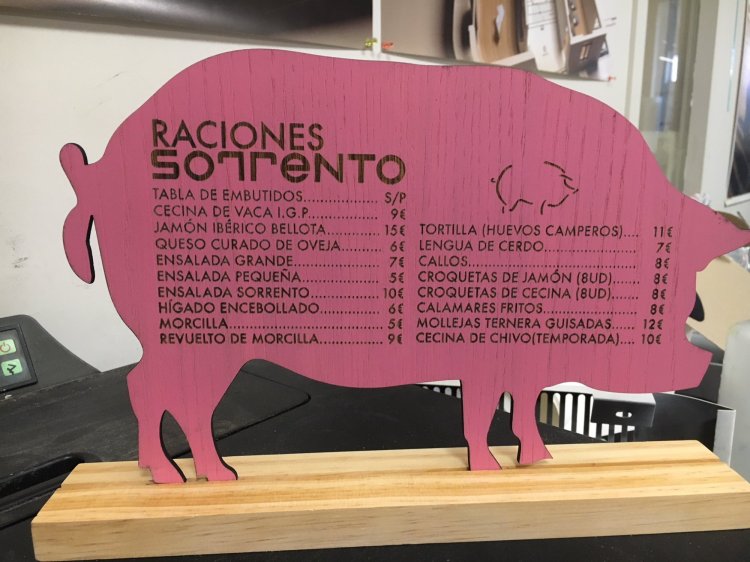 RACIONES
SORRENTO
TABLA DE EMBUTIDOS............... S/P
CECINA DE VACA I.G.P................ 9€
JAMÓN IBÉRICO BELLOTA.......... 15€
QUESO CURADO DE OVEJA......... 6€
ENSALADA GRANDE.................. 7€
ENSALADA PEQUEÑA................. 5€
ENSALADA SORRENTO.............. 10€
HÍGADO ENCEBOLLADO............. 6€
MORCILLA............................. 5€
REVUELTO DE MORCILLA............ 9€
TORTILLA (HUEVOS CAMPEROS).... 11€
LENGUA DE CERDO.................. 7€
CALLOS................................ 8€
CROQUETAS DE JAMÓN (8UD)...... 8€
CROQUETAS DE CECINA (8UD)..... 8€
CALAMARES FRITOS.................. 8€
MOLLEJAS TERNERA GUISADAS...... 12€
CECINA DE CHIVO(TEMPORADA).... 10€